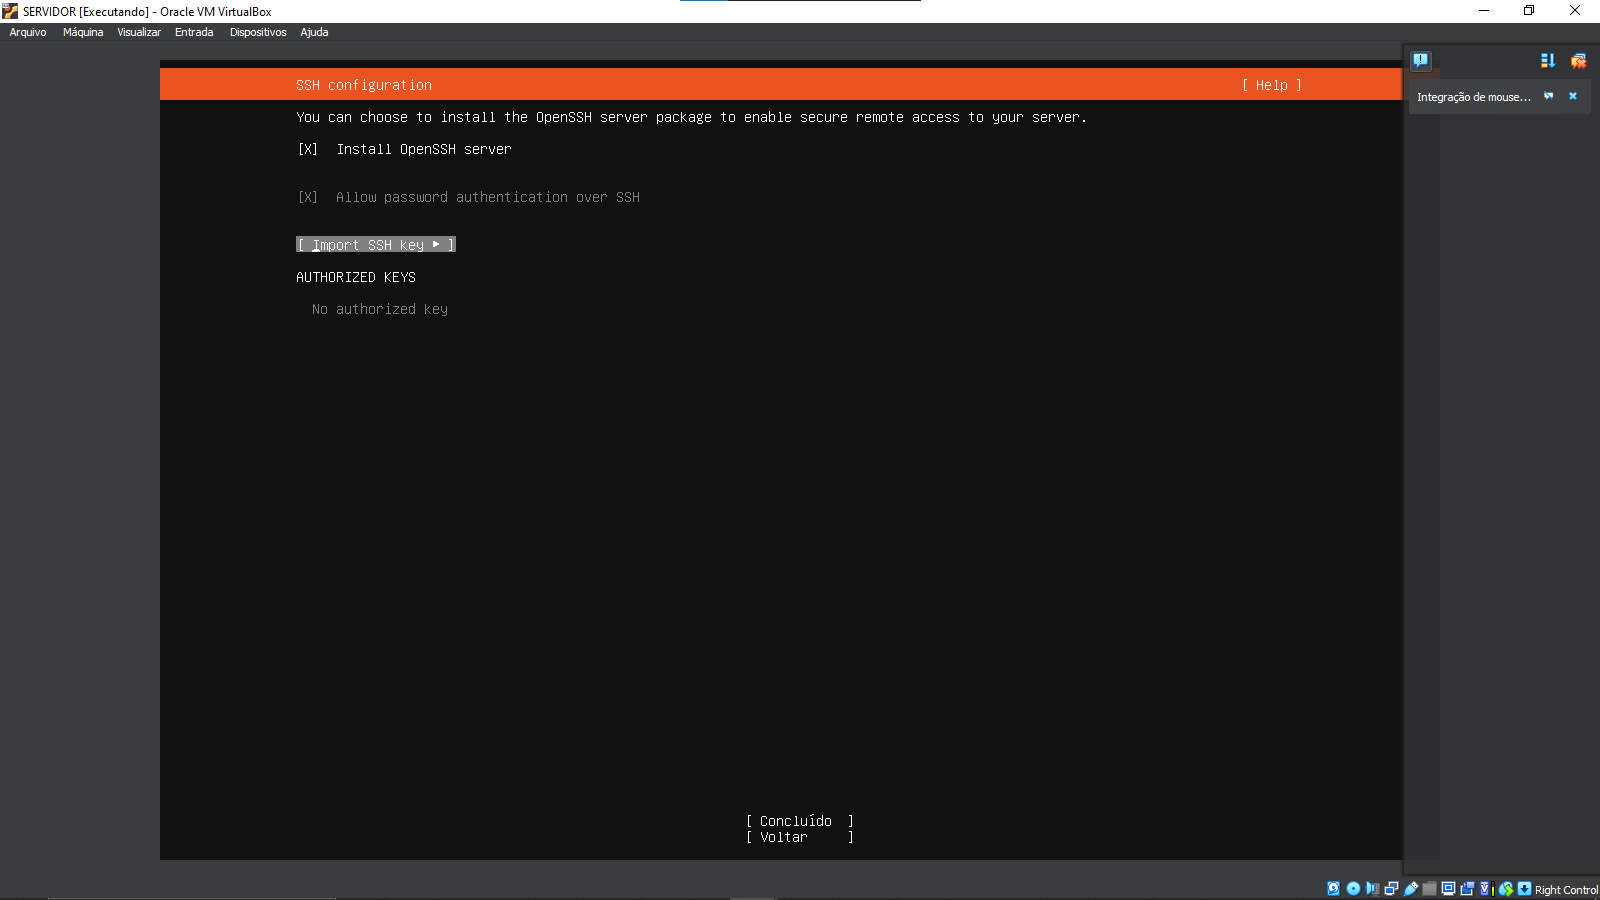 SERVIDOR [Executando] - Oracle VM VirtualBox
Arquivo Máquina Visualizar Entrada Dispositivos Ajuda
SSH configuration [ Help ]
Integração de mouse...
You can choose to install the OpenSSH server package to enable secure remote access to your server.
[X] Install OpenSSH server
[X] Allow password authentication over SSH
[ Import SSH key ► ]
AUTHORIZED KEYS
No authorized key
[ Concluído ]
[ Voltar ]
Right Control